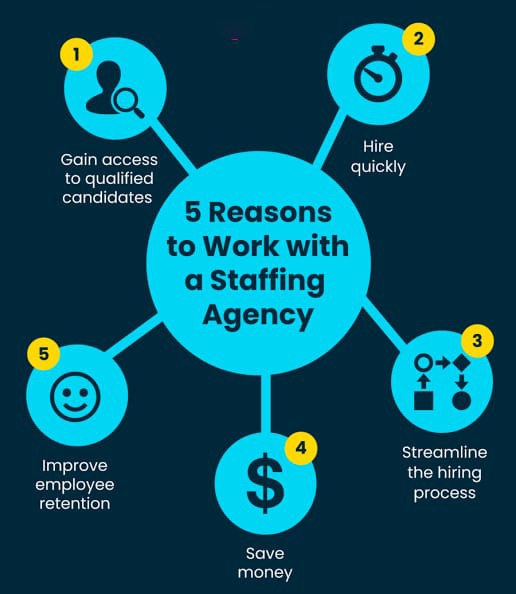 5 Reasons
to Work with
a Staffing
Agency
1
Gain access
to qualified
candidates
2
Hire
quickly
3
Streamline
the hiring
process
4
$
Save
money
5
Improve
employee
retention